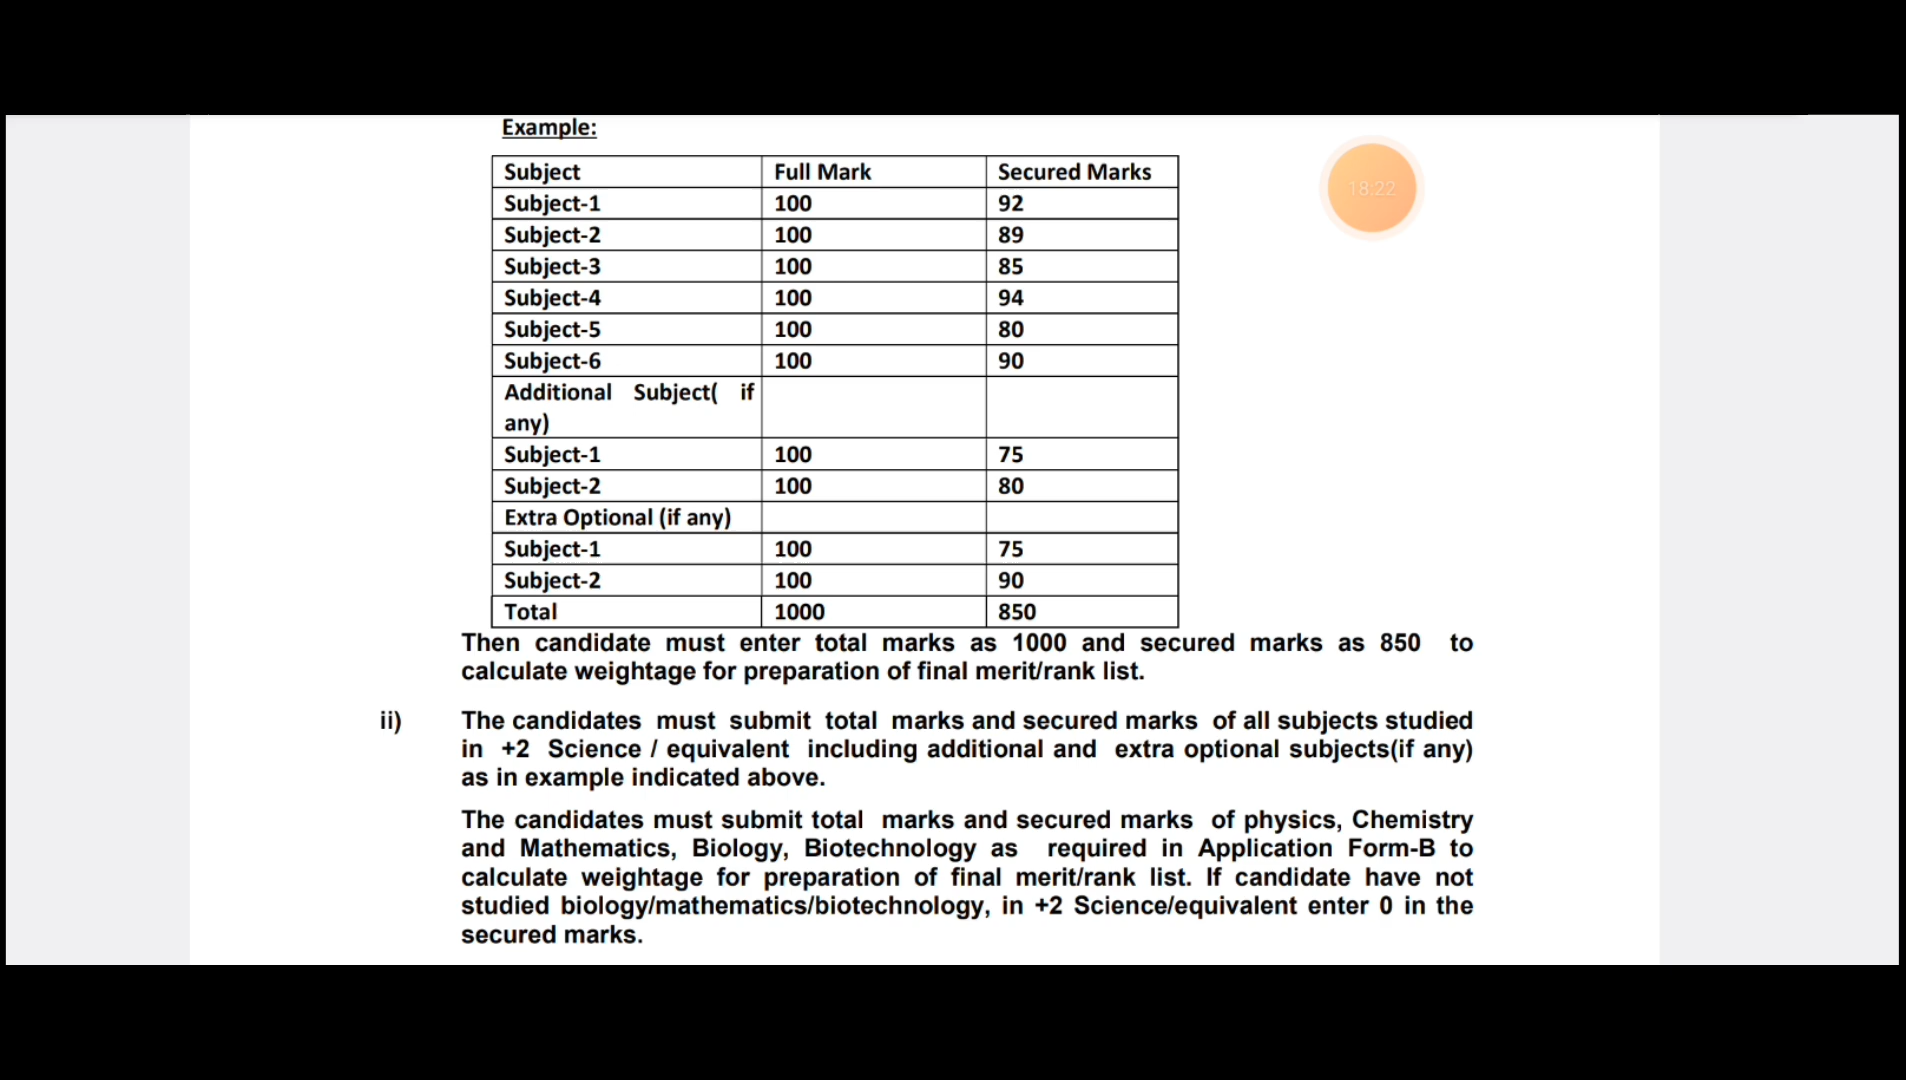 Example:
Subject Full Mark Secured Marks
Subject-1 100 92
Subject-2 100 89
Subject-3 100 85
Subject-4 100 94
Subject-5 100 80
Subject-6 100 90
Additional Subject( if
any)
Subject-1 100 75
Subject-2 100 80
Extra Optional (if any)
Subject-1 100 75
Subject-2 100 90
Total 1000 850
18:22
Then candidate must enter total marks as 1000 and secured marks as 850 to
calculate weightage for preparation of final merit/rank list.
ii) The candidates must submit total marks and secured marks of all subjects studied
in +2 Science / equivalent including additional and extra optional subjects(if any)
as in example indicated above.
The candidates must submit total marks and secured marks of physics, Chemistry
and Mathematics, Biology, Biotechnology as required in Application Form-B to
calculate weightage for preparation of final merit/rank list. If candidate have not
studied biology/mathematics/biotechnology, in +2 Science/equivalent enter 0 in the
secured marks.